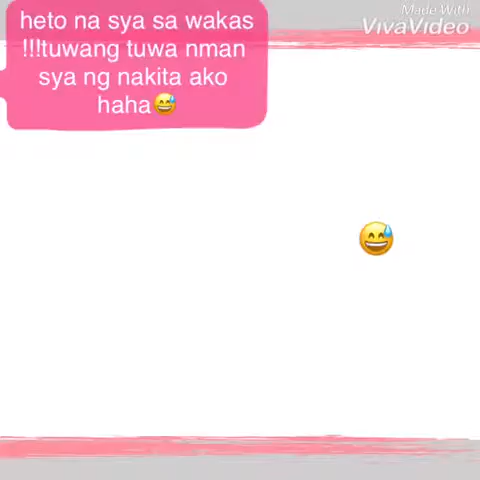 Made With
VivaVideo
heto na sya sa wakas
!!!tuwang tuwa nman
sya ng nakita ako
haha😅
😅